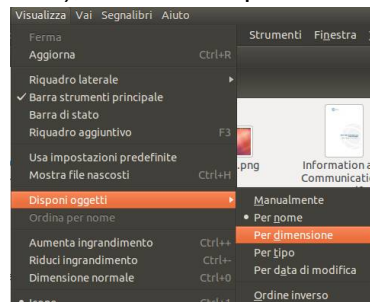 Visualizza Vai Segnalibri Aiuto
Ferma
Aggiorna Ctrl+R
Strumenti Finestra
Riquadro laterale
Barra strumenti principale
Barra di stato
Riquadro aggiuntivo F3
Usa impostazioni predefinite
Mostra file nascosti Ctrl+H
.png
Information a
Communicati
Disponi oggetti
Ordina per nome
Aumenta ingrandimento Ctrl++
Riduci ingrandimento Ctrl+-
Dimensione normale Ctrl+0
Icone Ctrl+1
Manualmente
Per nome
Per dimensione
Per tipo
Per data di modifica
Ordine inverso